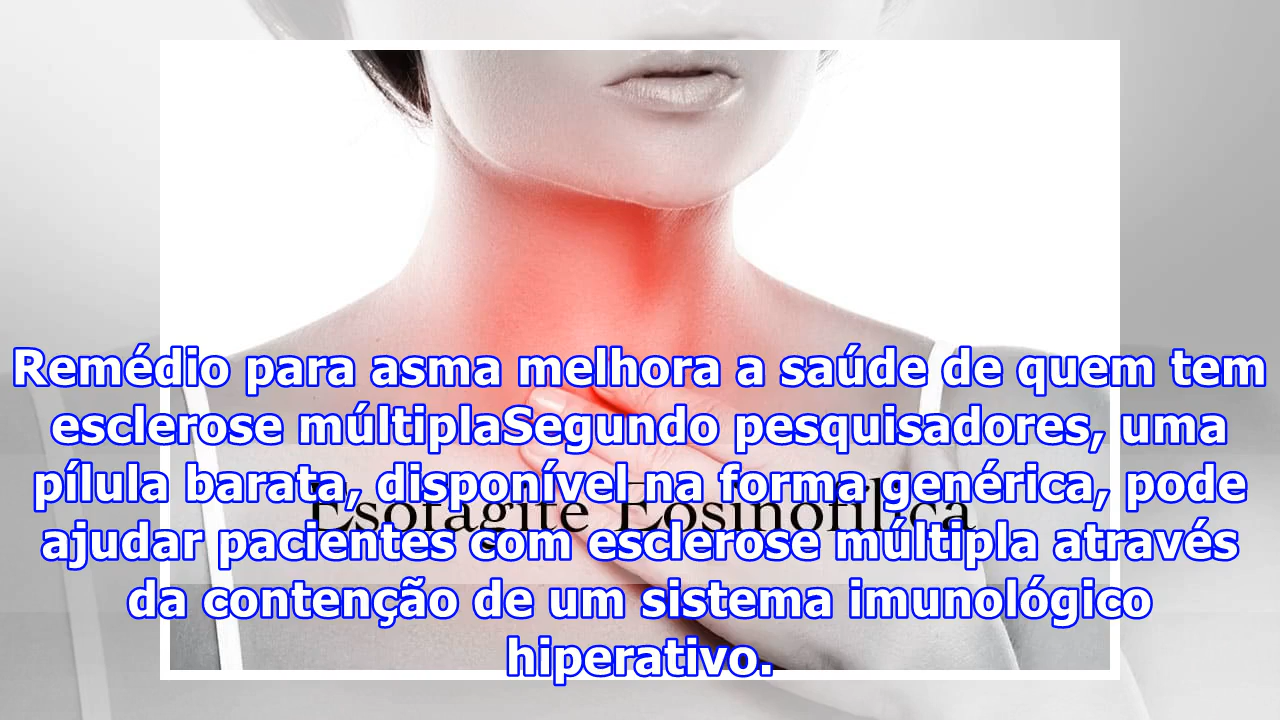 Remédio para asma melhora a saúde de quem tem
esclerose múltiplaSegundo pesquisadores, uma
pílula barata, disponível na forma genérica, pode
Esofagite Eosinofílica
ajudar pacientes com esclerose múltipla através
da contenção de um sistema imunológico
hiperativo.